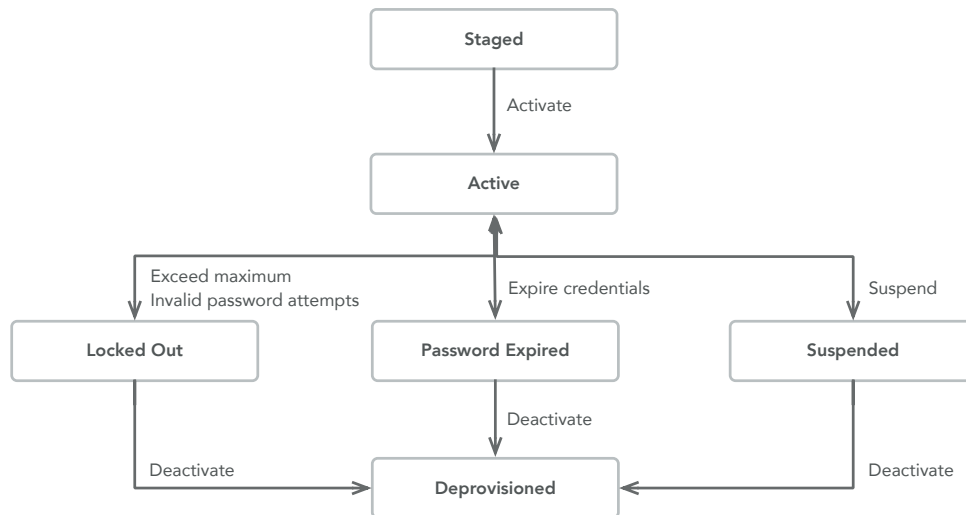 Staged
Activate
Active
Exceed maximum
Invalid password attempts
Expire credentials
Suspend
Locked Out
Password Expired
Suspended
Deactivate
Deactivate
Deactivate
Deprovisioned